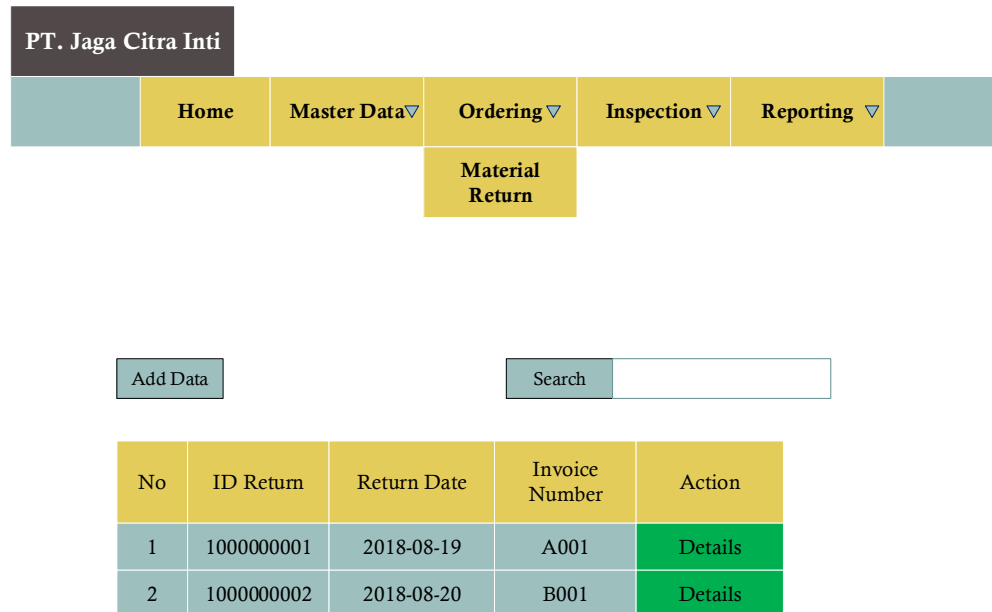 PT. Jaga Citra Inti
Home Master Data Ordering Inspection Reporting
Material
Return
Add Data Search
No ID Return Return Date Invoice Number Action
1 1000000001 2018-08-19 A001 Details
2 1000000002 2018-08-20 B001 Details